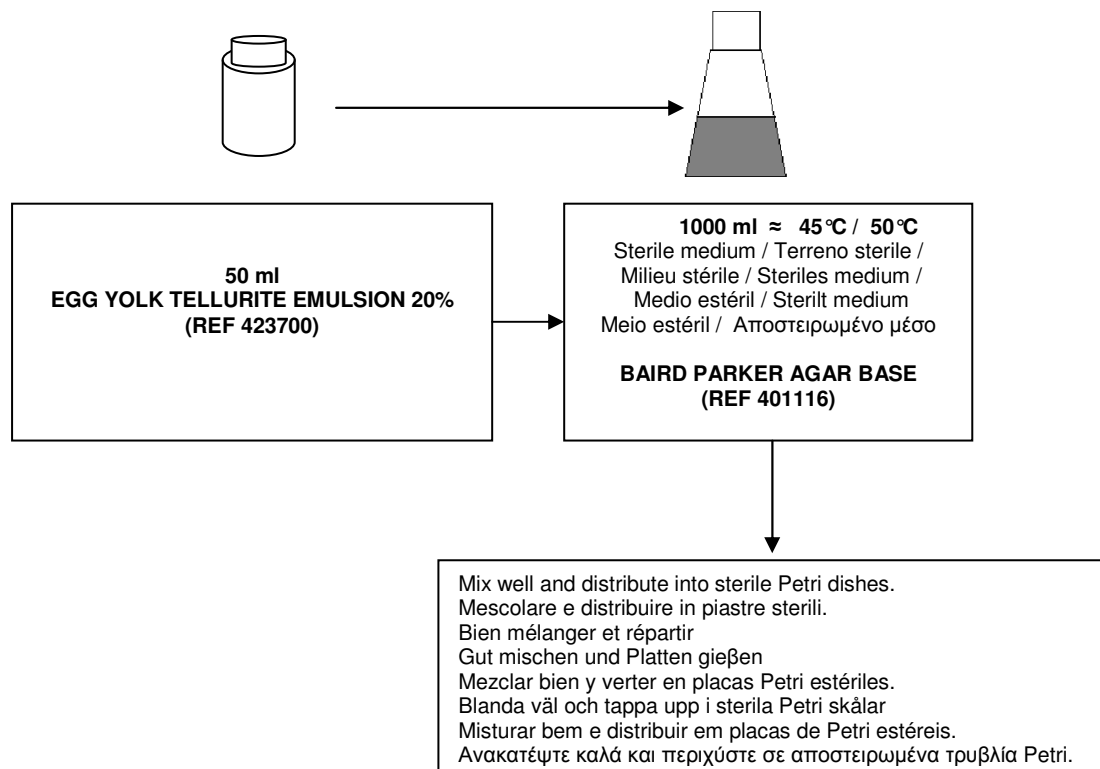 50 ml
EGG YOLK TELLURITE EMULSION 20%
(REF 423700)
1000 ml ≈ 45°C / 50°C
Sterile medium / Terreno sterile /
Milieu stérile / Steriles medium /
Medio estéril / Sterilt medium
Meio estéril / Αποστειρωμένο μέσο
BAIRD PARKER AGAR BASE
(REF 401116)
Mix well and distribute into sterile Petri dishes.
Mescolare e distribuire in piastre sterili.
Bien mélanger et répartir
Gut mischen und Platten gieβen
Mezclar bien y verter en placas Petri estériles.
Blanda väl och tappa upp i sterila Petri skålar
Misturar bem e distribuir em placas de Petri estéreis.
Ανακατέψτε καλά και περιχύστε σε αποστειρωμένα τρυβλία Petri.